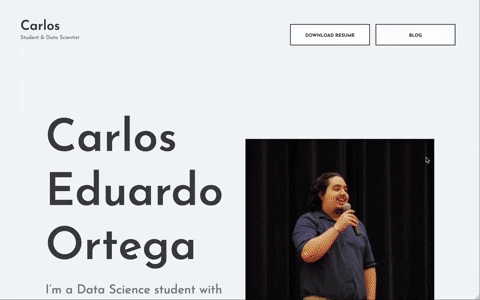 Carlos
Student & Data Scientist
DOWNLOAD RESUME
BLOG
Carlos
Eduardo
Ortega
I'm a Data Science student with